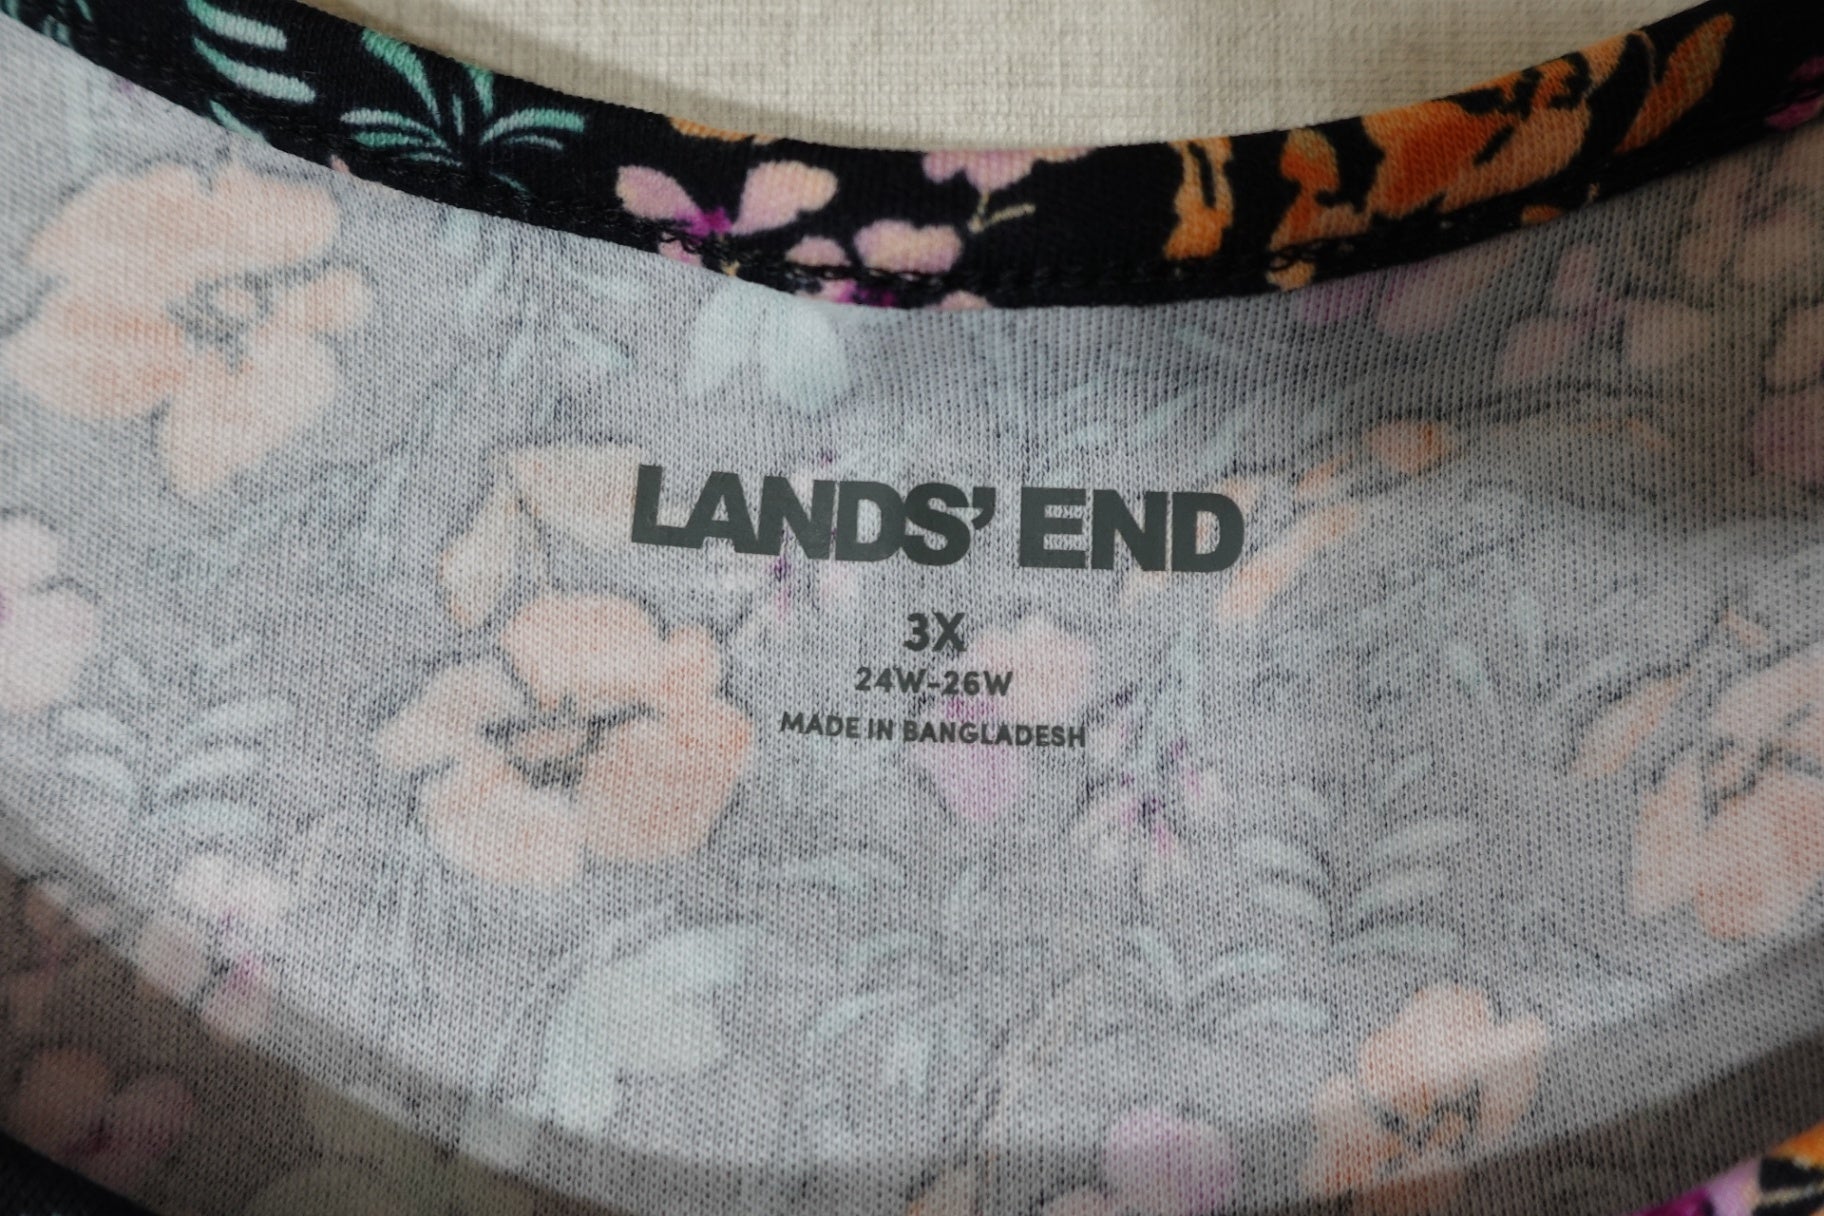 LANDS' END
3X
24W-26W
MADE IN BANGLADESH